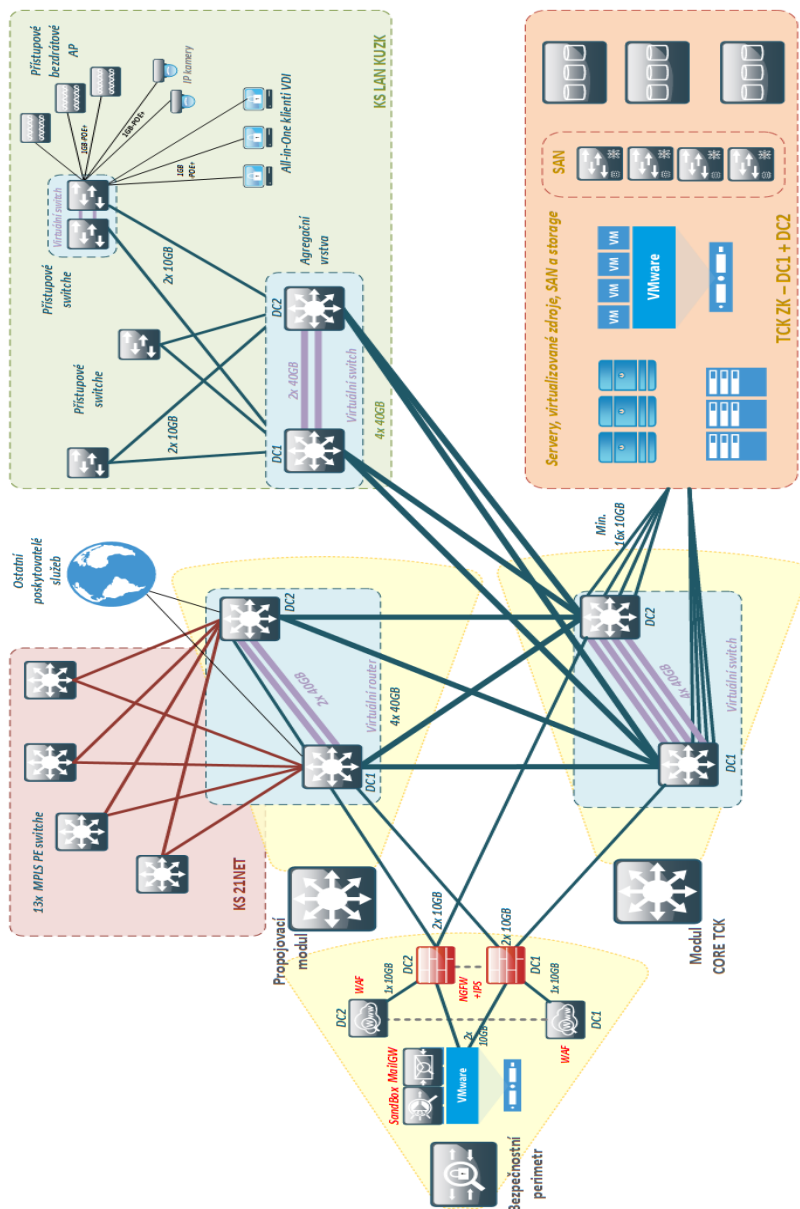 Přístupové
bezdrátové
AP
IP kamery
1GB-POE+
1GB-POE+
1GB
POE+
All-in-One klienti VDI
KS LAN KUZK
Virtuální switch
Přístupové
switche
2x 10GB
Přístupové
switche
2x 10GB
Agregační
vrstva
DC2
2x 40GB
DC1
Virtuální switch
4x 40GB
SAN
VM
VM
VM
VM
VMware
Servery, virtualizované zdroje, SAN a storage
TCK ZK – DC1 + DC2
Ostatní
poskytovatelé
služeb
13x MPLS PE switche
KS 21NET
DC2
2x 40GB
DC1
Virtuální router
4x 40GB
Propojovací
modul
Min.
16x 10GB
DC2
4x 40GB
DC1
Virtuální switch
Modul
CORE TCK
2x 10GB
2x 10GB
DC2
DC1
NGFW
+IPS
1x 10GB
1x 10GB
WAF
DC2
WAF
DC1
2x
10GB
SandBox
MailGW
VMware
www
www
Bezpečnostní
perimetr